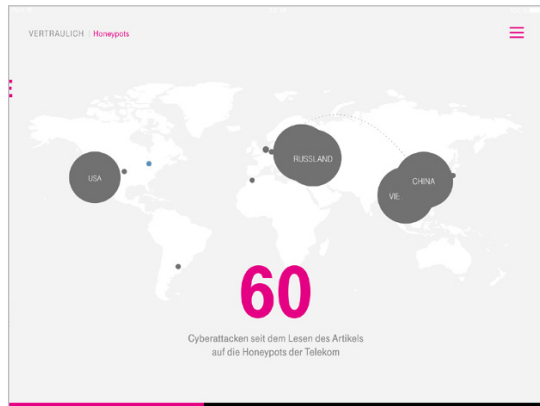 VERTRAULICH | Honeypots
USA
RUSSLAND
CHINA
VIE
60
Cyberattacken seit dem Lesen des Artikels
auf die Honeypots der Telekom